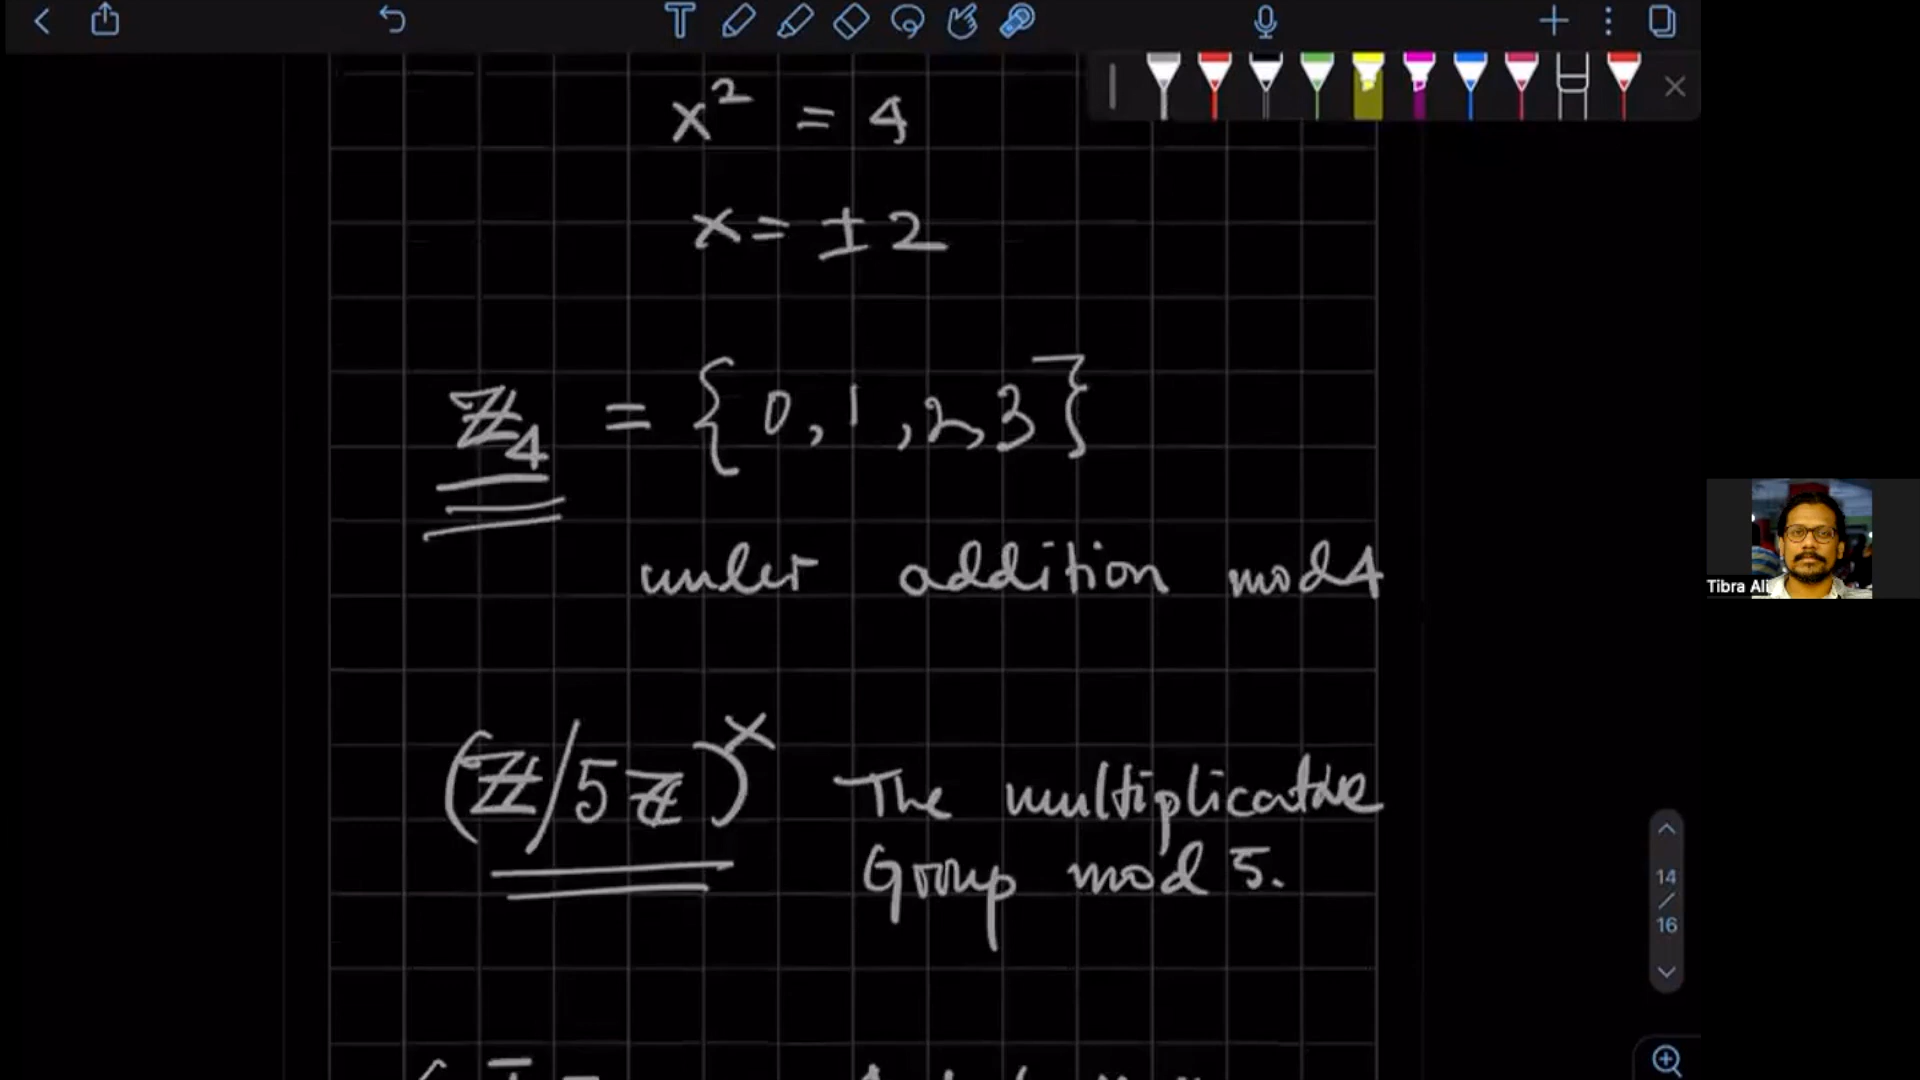 x² = 4
x = ±2
ℤ₄ = {0, 1, 2, 3}
under addition mod 4
(ℤ/5ℤ)^× The multiplicative
Group mod 5.
14
/
16
Tibra Ali